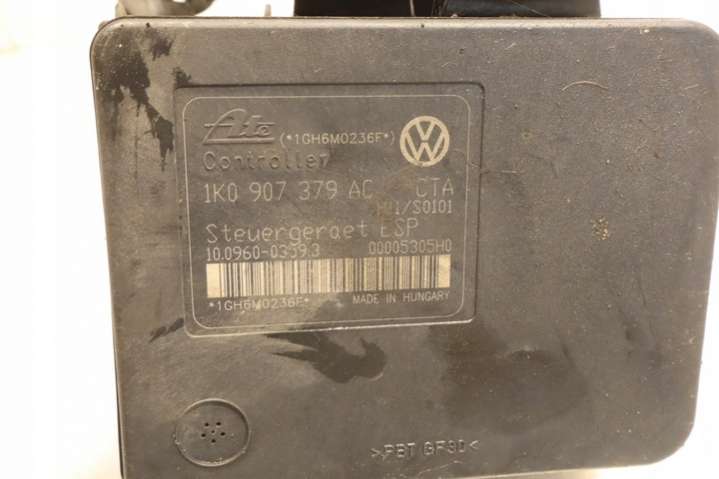 Ate (*1GH6M0236F*)
Controller
1K0 907 379 AC CTA
H11/S0101
Steuergeraet ESP
10.0960-0359.3 00005305H0
*1GH6M0236F* MADE IN HUNGARY
>PBT GF30<